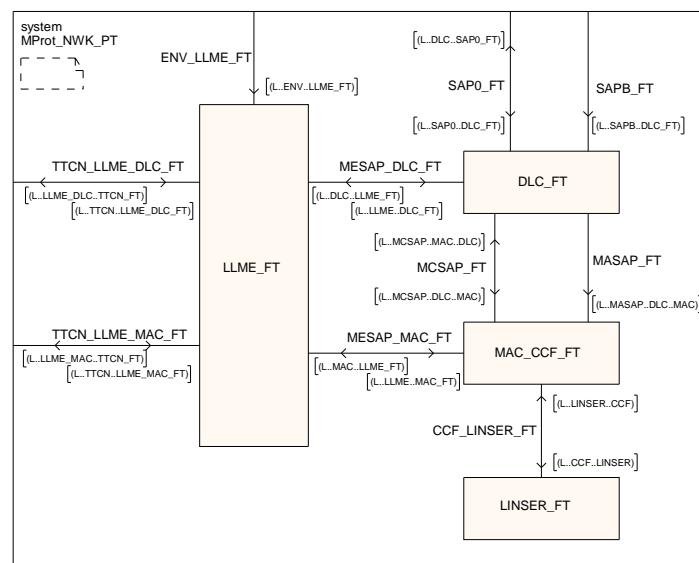 system
MProt_NWK_PT
ENV_LLME_FT
[(L..ENV..LLME_FT)]
[(L..DLC..SAP0_FT)]
SAP0_FT
SAPB_FT
[(L..SAP0..DLC_FT)]
[(L..SAPB..DLC_FT)]
TTCN_LLME_DLC_FT
[(L..LLME_DLC..TTCN_FT)]
[(L..TTCN..LLME_DLC_FT)]
MESAP_DLC_FT
[(L..DLC..LLME_FT)]
[(L..LLME..DLC_FT)]
DLC_FT
LLME_FT
[(L..MCSAP..MAC..DLC)]
MCSAP_FT
MASAP_FT
[(L..MCSAP..DLC..MAC)]
[(L..MASAP..DLC..MAC)]
TTCN_LLME_MAC_FT
[(L..LLME_MAC..TTCN_FT)]
[(L..TTCN..LLME_MAC_FT)]
MESAP_MAC_FT
[(L..MAC..LLME_FT)]
[(L..LLME..MAC_FT)]
MAC_CCF_FT
[(L..LINSER..CCF)]
CCF_LINSER_FT
[(L..CCF..LINSER)]
LINSER_FT